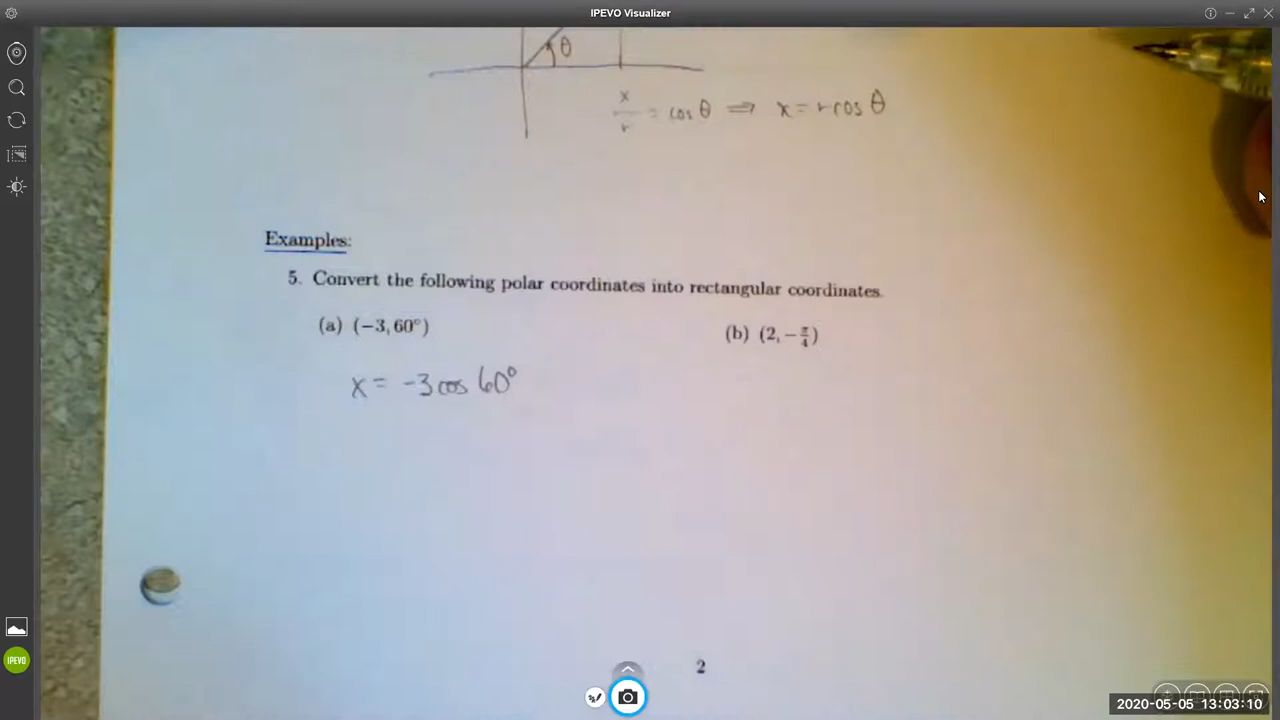 IPEVO Visualizer
θ
x/r = cos θ ⟹ x = r cos θ
Examples:
5. Convert the following polar coordinates into rectangular coordinates.
(a) (−3, 60°)
(b) (2, −π/4)
x = -3 cos 60°
2
IPEVO
2020-05-05 13:03:10